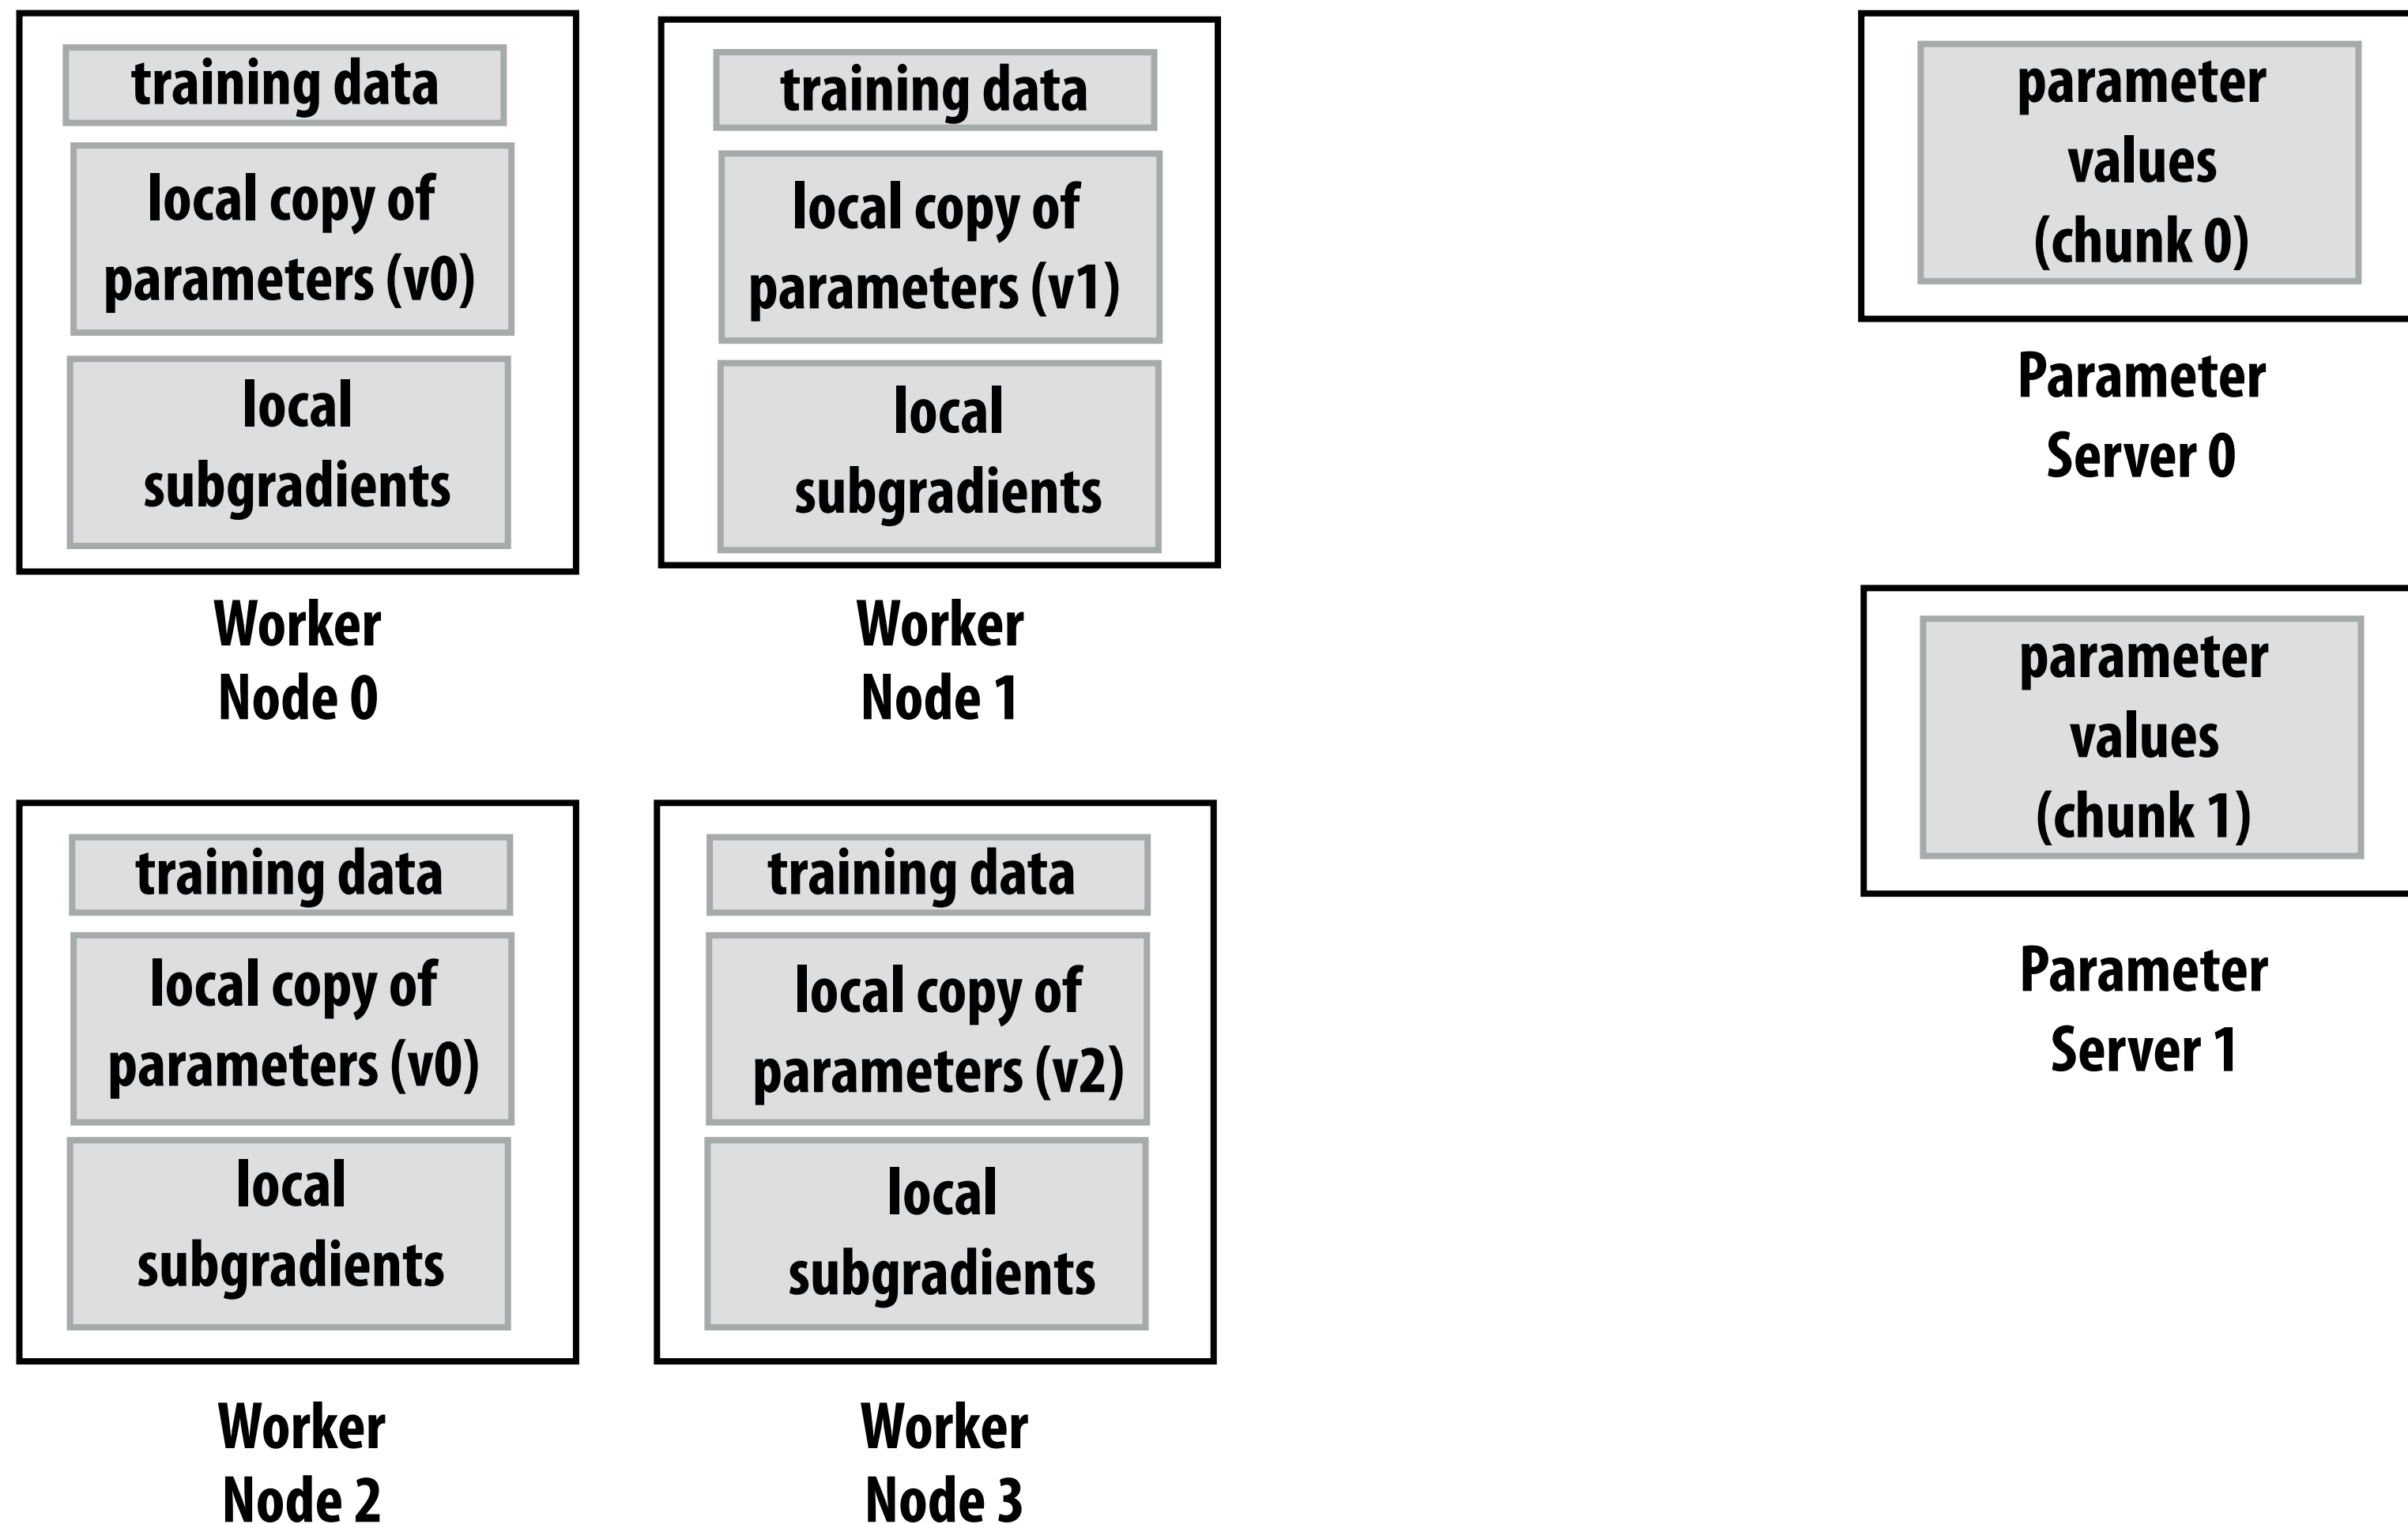 training data
local copy of
parameters (v0)
local
subgradients
Worker
Node 0
training data
local copy of
parameters (v1)
local
subgradients
Worker
Node 1
parameter
values
(chunk 0)
Parameter
Server 0
parameter
values
(chunk 1)
Parameter
Server 1
training data
local copy of
parameters (v0)
local
subgradients
Worker
Node 2
training data
local copy of
parameters (v2)
local
subgradients
Worker
Node 3